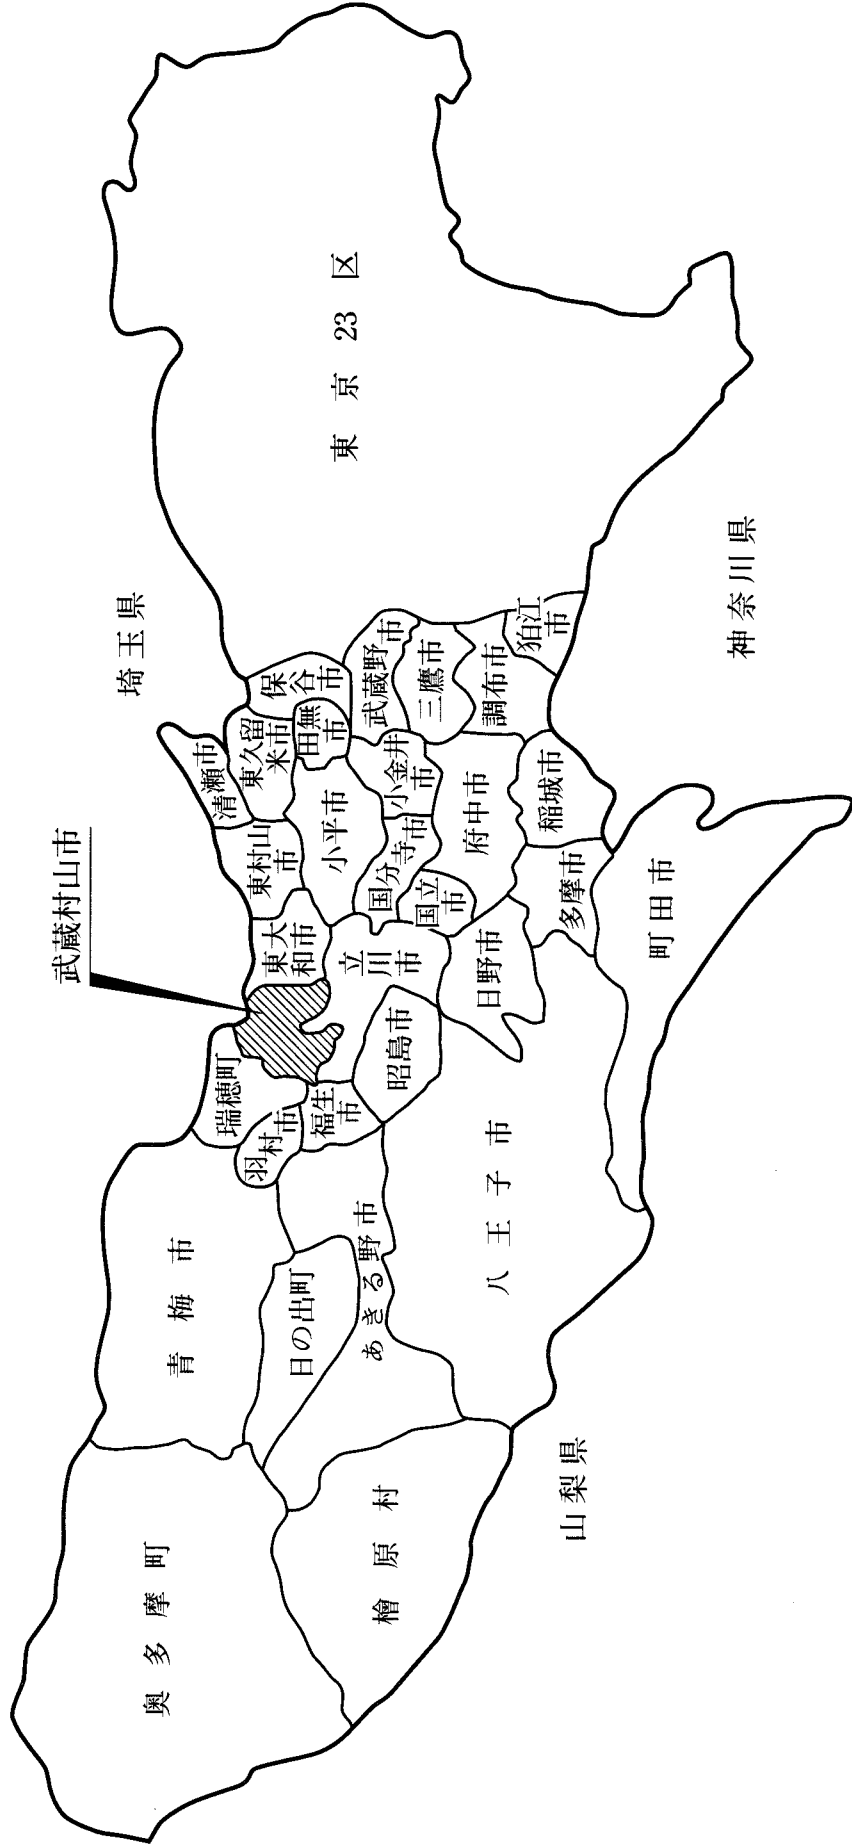 武蔵村山市
埼玉県
東京23区
神奈川県
山梨県
奥多摩町
檜原村
青梅市
日の出町
あきる野市
八王子市
瑞穂町
羽村市
福生市
昭島市
立川市
東大
和市
東村山
市
清瀬市
東久留
米市
保谷
市
田無
市
小平市
小金井
市
国分寺市
国立
市
武蔵野
市
三鷹市
調布市
狛江
市
府中市
稲城市
多摩市
日野市
町田市